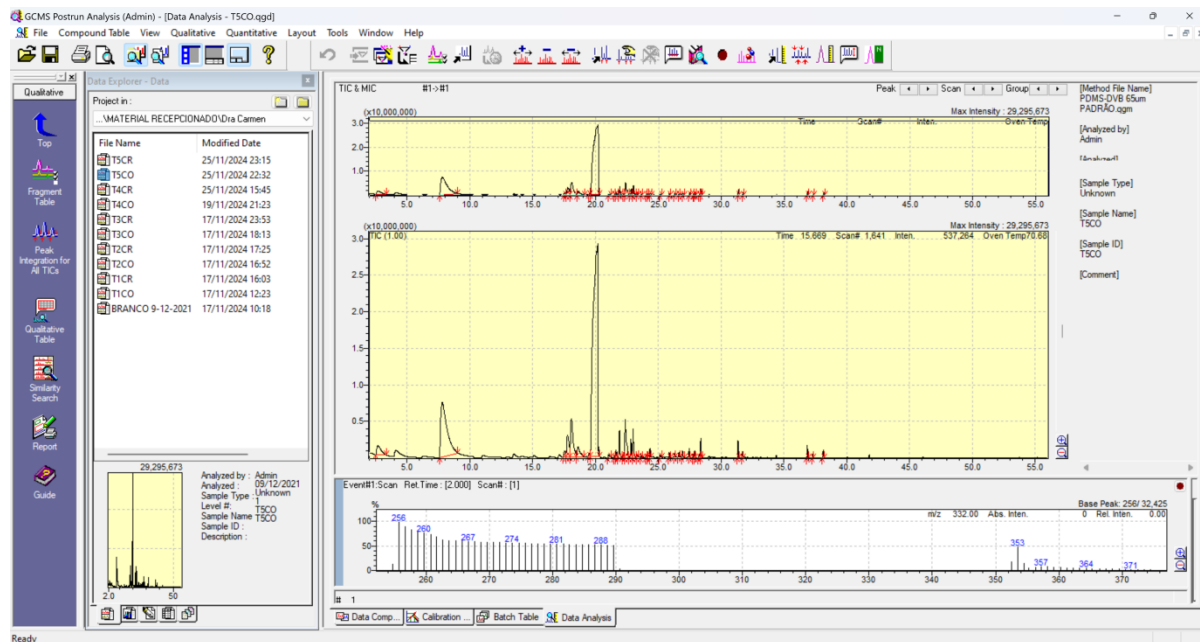 GCMS Postrun Analysis (Admin) - [Data Analysis - T5CO.qgd]
File Compound Table View Qualitative Quantitative Layout Tools Window Help
Qualitative
Top
Fragment Table
Peak Integration for All TICs
Qualitative Table
Similarity Search
Report
Guide
Data Explorer - Data
Project in :
...\MATERIAL RECEPCIONADO\Dra Carmen
File Name Modified Date
T5CR 25/11/2024 23:15
T5CO 25/11/2024 22:32
T4CR 25/11/2024 15:45
T4CO 19/11/2024 21:23
T3CR 17/11/2024 23:53
T3CO 17/11/2024 18:13
T2CR 17/11/2024 17:25
T2CO 17/11/2024 16:52
T1CR 17/11/2024 16:03
T1CO 17/11/2024 12:23
BRANCO 9-12-2021 17/11/2024 10:18
29,295,673
2.0 50
Analyzed by : Admin
Analyzed : 09/12/2021
Sample Type : Unknown
Level #: 1
Sample Name T5CO
Sample ID : T5CO
Description :
TIC & MIC #1->#1 Peak Scan Group
(x10,000,000) Max Intensity : 29,295,673
Time Scan# Inten. Oven Temp
3.0
2.0
1.0
5.0 10.0 15.0 20.0 25.0 30.0 35.0 40.0 45.0 50.0 55.0
(x10,000,000) Max Intensity : 29,295,673
TIC (1.00) Time 15.669 Scan# 1,641 Inten. 537,264 Oven Temp 70.68
3.0
2.5
2.0
1.5
1.0
0.5
5.0 10.0 15.0 20.0 25.0 30.0 35.0 40.0 45.0 50.0 55.0
[Method File Name]
PDMS-DVB 65um
PADRÃO.qgm
[Analyzed by]
Admin
[Analyzed]
[Sample Type]
Unknown
[Sample Name]
T5CO
[Sample ID]
T5CO
[Comment]
Event#1:Scan Ret.Time : [2.000] Scan# : [1]
Base Peak: 256/ 32,425
% m/z 332.00 Abs. Inten. 0 Rel. Inten. 0.00
100
50
0
256 260 267 274 281 288 353 357 364 371
260 270 280 290 300 310 320 330 340 350 360 370
# 1
Data Comp... Calibration ... Batch Table Data Analysis
Ready